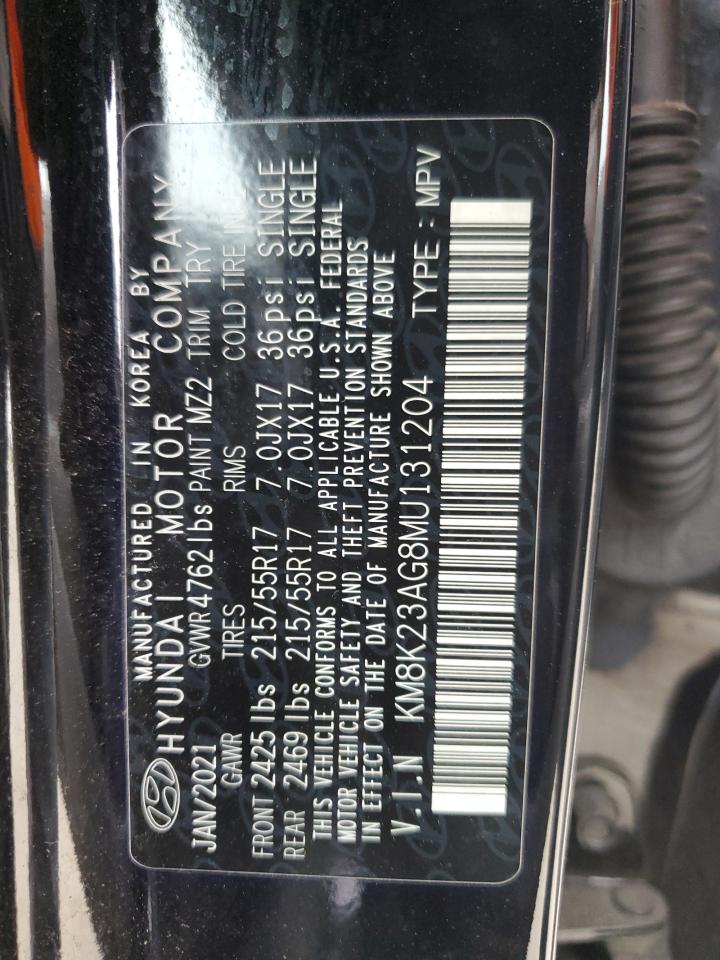 MANUFACTURED IN KOREA BY
HYUNDAI MOTOR COMPANY
JAN/2021 GVWR 4762 lbs PAINT MZ2 TRIM TRY
GAWR TIRES RIMS COLD TIRE
FRONT 2425 lbs 215/55R17 7.0JX17 36psi SINGLE
REAR 2469 lbs 215/55R17 7.0JX17 36psi SINGLE
THIS VEHICLE CONFORMS TO ALL APPLICABLE U.S.A. FEDERAL
MOTOR VEHICLE SAFETY AND THEFT PREVENTION STANDARDS
IN EFFECT ON THE DATE OF MANUFACTURE SHOWN ABOVE
V.I.N KM8K23AG8MU131204 TYPE : MPV